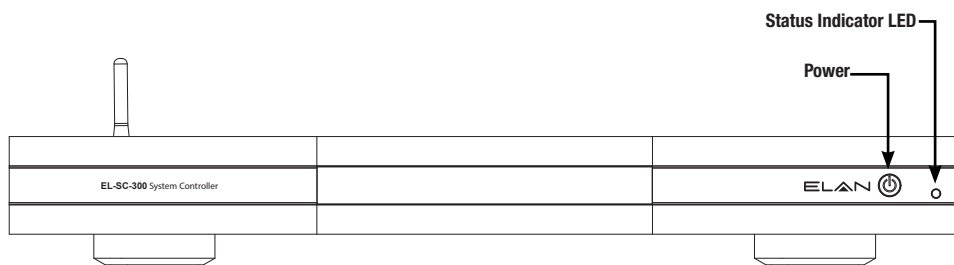 Status Indicator LED
Power
EL-SC-300 System Controller
ELAN